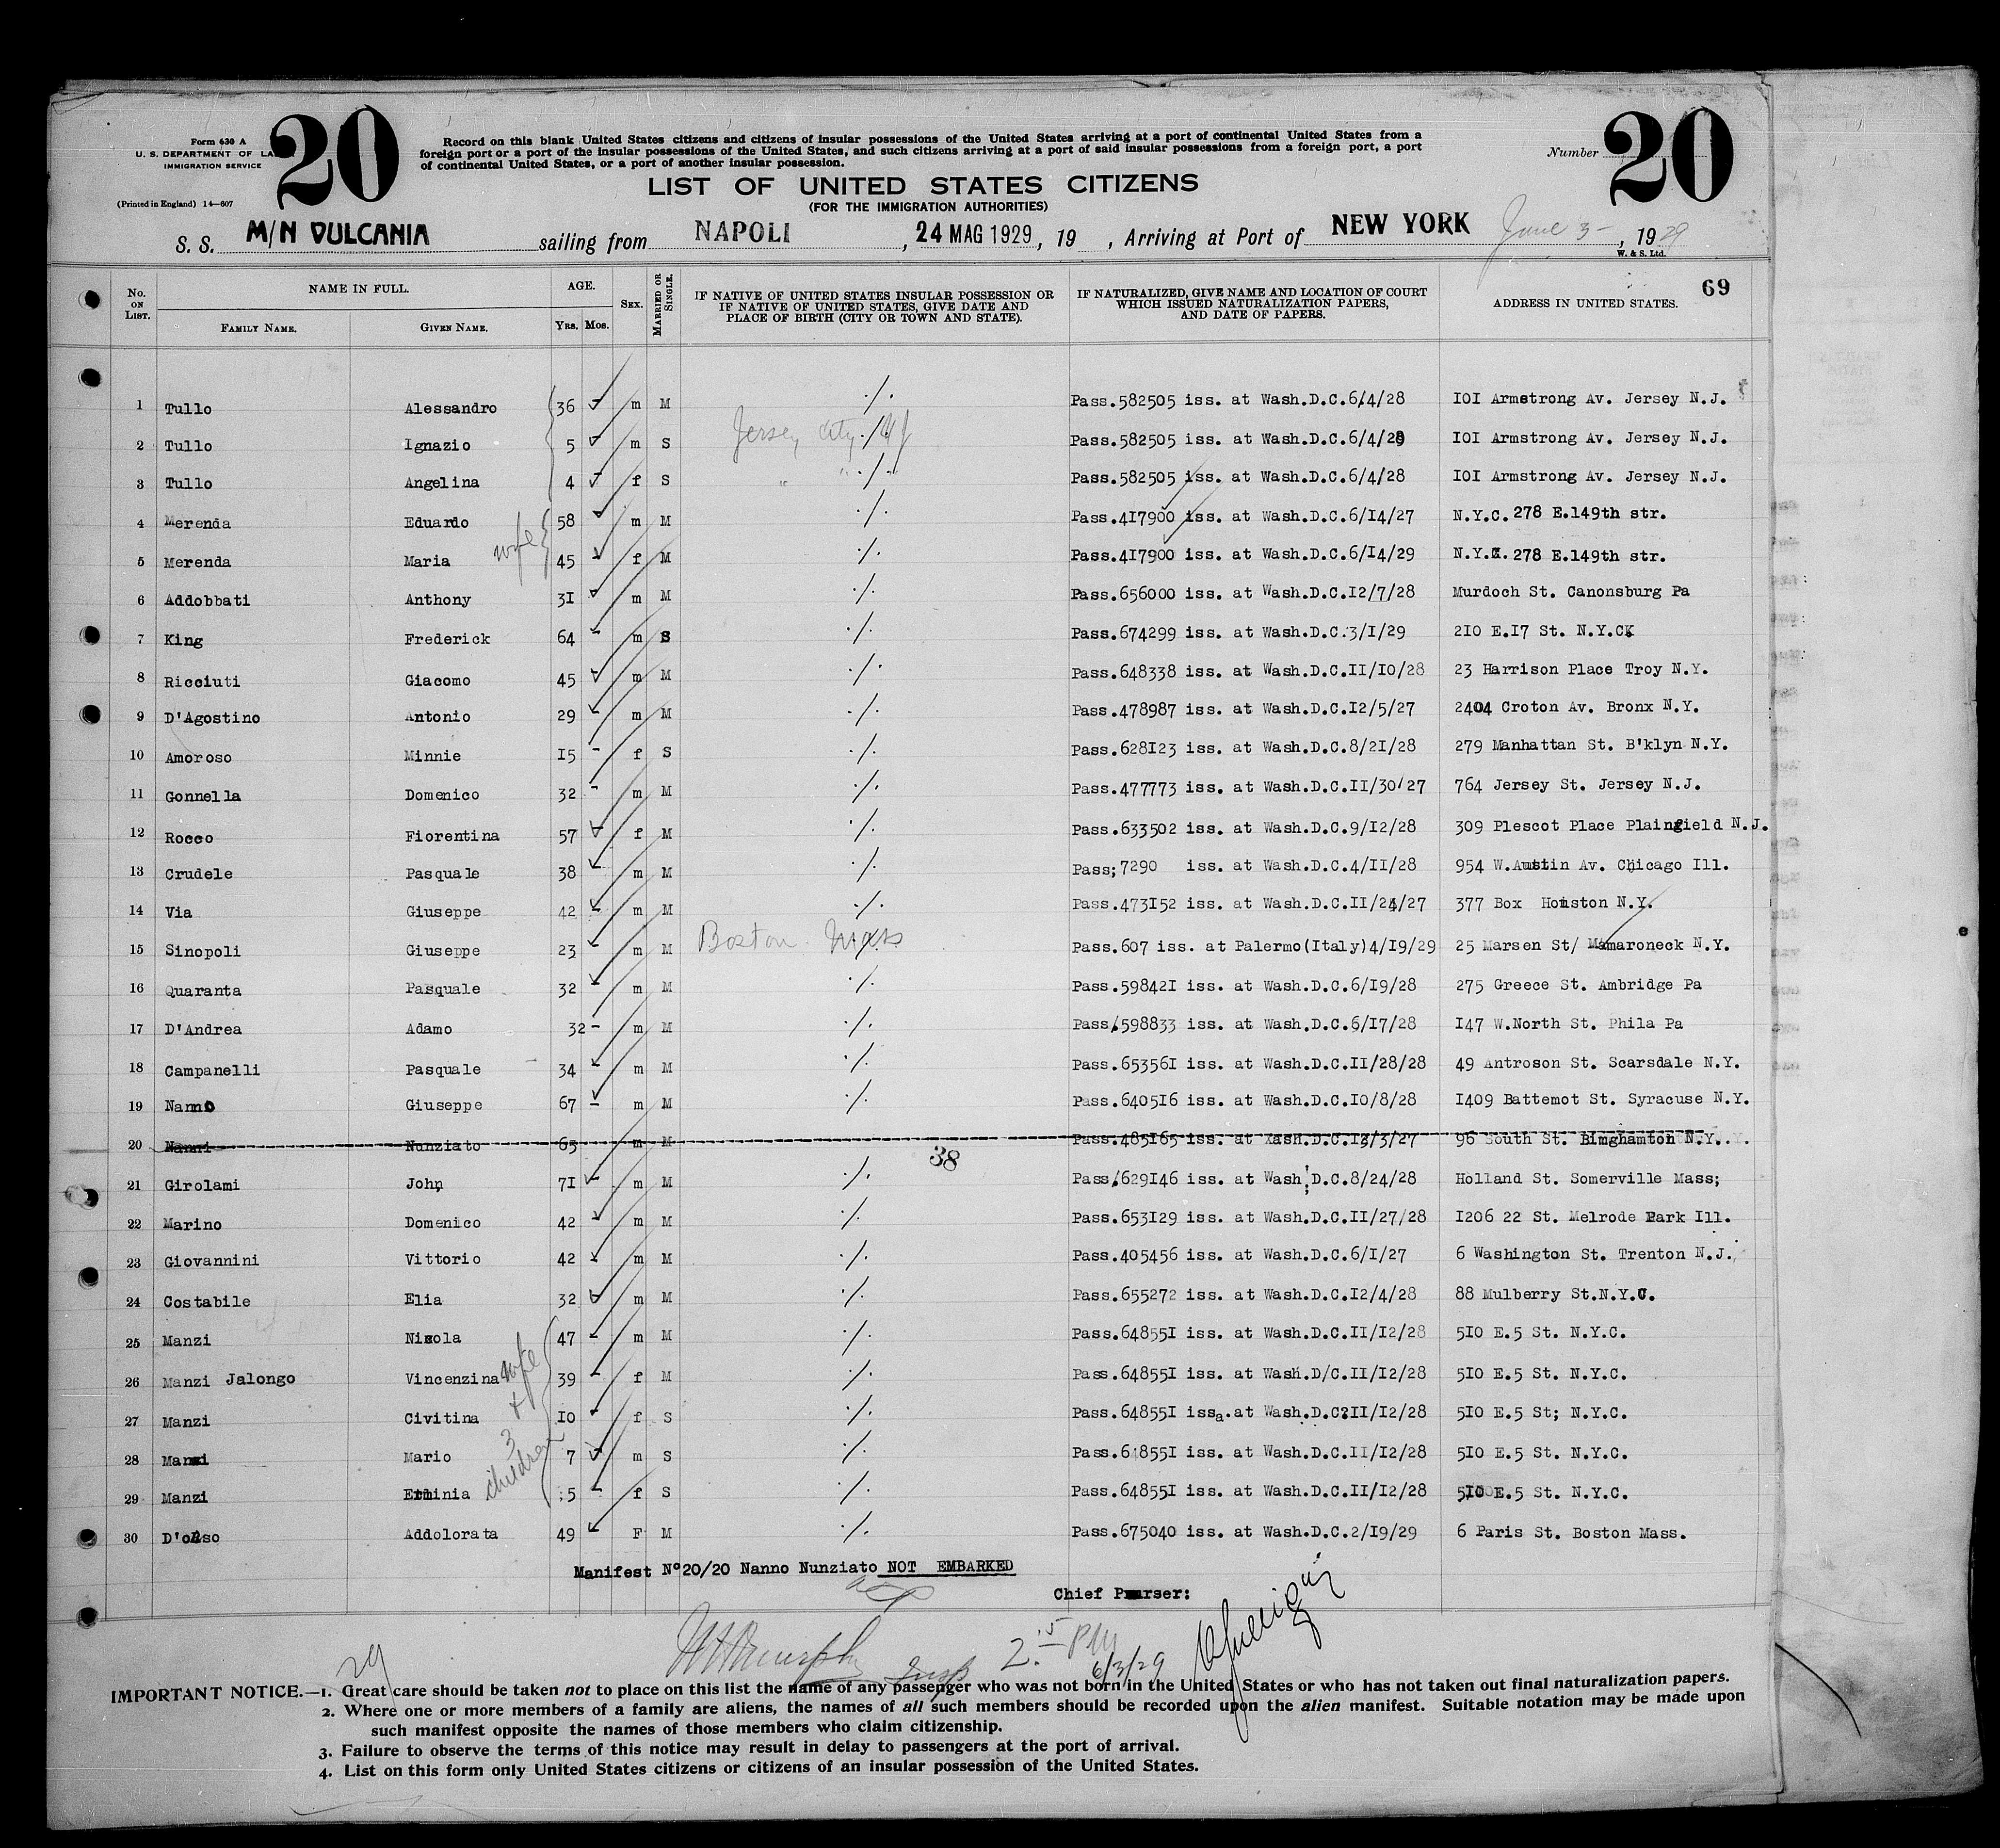 Form 630 A
U. S. DEPARTMENT OF LA
IMMIGRATION SERVICE
(Printed in England) 14—607
20
Record on this blank United States citizens and citizens of insular possessions of the United States arriving at a port of continental United States from a
foreign port or a port of the insular possessions of the United States, and such citizens arriving at a port of said insular possessions from a foreign port, a port
of continental United States, or a port of another insular possession.
Number 20
LIST OF UNITED STATES CITIZENS
(FOR THE IMMIGRATION AUTHORITIES)
S. S. M/N VULCANIA sailing from NAPOLI, 24 MAG 1929, 19 , Arriving at Port of NEW YORK June 3-, 1929
W. & S. Ltd.
69
No. ON LIST. NAME IN FULL. FAMILY NAME. GIVEN NAME. AGE. YRS. MOS. SEX. MARRIED OR SINGLE. IF NATIVE OF UNITED STATES INSULAR POSSESSION OR IF NATIVE OF UNITED STATES, GIVE DATE AND PLACE OF BIRTH (CITY OR TOWN AND STATE). IF NATURALIZED, GIVE NAME AND LOCATION OF COURT WHICH ISSUED NATURALIZATION PAPERS, AND DATE OF PAPERS. ADDRESS IN UNITED STATES.
1 Tullo Alessandro 36 m M ./. Pass.582505 iss. at Wash.D.C.6/4/28 101 Armstrong Av. Jersey N.J.
2 Tullo Ignazio 5 m S Jersey City ./. NJ Pass.582505 iss. at Wash.D.C.6/4/28 101 Armstrong Av. Jersey N.J.
3 Tullo Angelina 4 f S " ./. " Pass.582505 iss. at Wash.D.C.6/4/28 101 Armstrong Av. Jersey N.J.
4 Merenda Eduardo 58 m M ./. Pass.417900 iss. at Wash.D.C.6/14/27 N.Y.C. 278 E.149th str.
5 Merenda Maria wife 45 f M ./. Pass.417900 iss. at Wash.D.C.6/14/29 N.Y.C. 278 E.149th str.
6 Addobbati Anthony 31 m M ./. Pass.656000 iss. at Wash.D.C.12/7/28 Murdoch St. Canonsburg Pa
7 King Frederick 64 m S ./. Pass.674299 iss. at Wash.D.C.3/1/29 210 E.17 St. N.Y.C
8 Ricciuti Giacomo 45 m M ./. Pass.648338 iss. at Wash.D.C.11/10/28 23 Harrison Place Troy N.Y.
9 D'Agostino Antonio 29 m M ./. Pass.478987 iss. at Wash.D.C.12/5/27 2404 Croton Av. Bronx N.Y.
10 Amoroso Minnie 15 f S ./. Pass.628123 iss. at Wash.D.C.8/21/28 279 Manhattan St. B'klyn N.Y.
11 Gonnella Domenico 32 m M ./. Pass.477773 iss. at Wash.D.C.11/30/27 764 Jersey St. Jersey N.J.
12 Rocco Fiorentina 57 f M ./. Pass.633502 iss. at Wash.D.C.9/12/28 309 Plescot Place Plainfield N.J.
13 Crudele Pasquale 38 m M ./. Pass;7290 iss. at Wash.D.C.4/11/28 954 W.Austin Av. Chicago Ill.
14 Via Giuseppe 42 m M ./. Pass.473152 iss. at Wash.D.C.11/24/27 377 Box Houston N.Y.
15 Sinopoli Giuseppe 23 m M Boston Mass Pass.607 iss. at Palermo(Italy)4/19/29 25 Marsen St/ Mamaroneck N.Y.
16 Quaranta Pasquale 32 m M ./. Pass.598421 iss. at Wash.D.C.6/19/28 275 Greece St. Ambridge Pa
17 D'Andrea Adamo 32 m M ./. Pass.598833 iss. at Wash.D.C.6/17/28 147 W.North St. Phila Pa
18 Campanelli Pasquale 34 m M ./. Pass.653561 iss. at Wash.D.C.11/28/28 49 Antroson St. Scarsdale N.Y.
19 Nanno Giuseppe 67 m M ./. Pass.640516 iss. at Wash.D.C.10/8/28 1409 Battemot St. Syracuse N.Y.
20 Nanni Nunziato 65 m M Pass.485165 iss. at Wash.D.C. 96 South St. Binghamton N.Y.
38
21 Girolami John 71 m M ./. Pass.629146 iss. at Wash.D.C.8/24/28 Holland St. Somerville Mass;
22 Marino Domenico 42 m M ./. Pass.653129 iss. at Wash.D.C.11/27/28 1206 22 St. Melrode Park Ill.
23 Giovannini Vittorio 42 m M ./. Pass.405456 iss. at Wash.D.C.6/1/27 6 Washington St. Trenton N.J.
24 Costabile Elia 32 m M ./. Pass.655272 iss. at Wash.D.C.12/4/28 88 Mulberry St.N.Y.C.
25 Manzi Nicola 47 m M ./. Pass.648551 iss. at Wash.D.C.11/12/28 510 E.5 St. N.Y.C.
26 Manzi Jalongo Vincenzina wife + 39 f M ./. Pass.648551 iss. at Wash.D/C.11/12/28 510 E.5 St. N.Y.C.
27 Manzi Civitina 10 f S ./. Pass.648551 iss. at Wash.D.C.11/12/28 510 E.5 St; N.Y.C.
28 Manzi Mario 3 children 7 m S ./. Pass.648551 iss. at Wash.D.C.11/12/28 510 E.5 St. N.Y.C.
29 Manzi 5 f S ./. Pass.648551 iss. at Wash.D.C.11/12/28 510 E.5 St. N.Y.C.
30 D'oRso Addolorata 49 F M ./. Pass.675040 iss. at Wash.D.C.2/19/29 6 Paris St. Boston Mass.
Manifest N°20/20 Nanno Nunziato NOT EMBARKED
Chief Purser:
29 Murphy Insp 2.15 PM 6/3/29
IMPORTANT NOTICE.—1. Great care should be taken not to place on this list the name of any passenger who was not born in the United States or who has not taken out final naturalization papers.
2. Where one or more members of a family are aliens, the names of all such members should be recorded upon the alien manifest. Suitable notation may be made upon
such manifest opposite the names of those members who claim citizenship.
3. Failure to observe the terms of this notice may result in delay to passengers at the port of arrival.
4. List on this form only United States citizens or citizens of an insular possession of the United States.